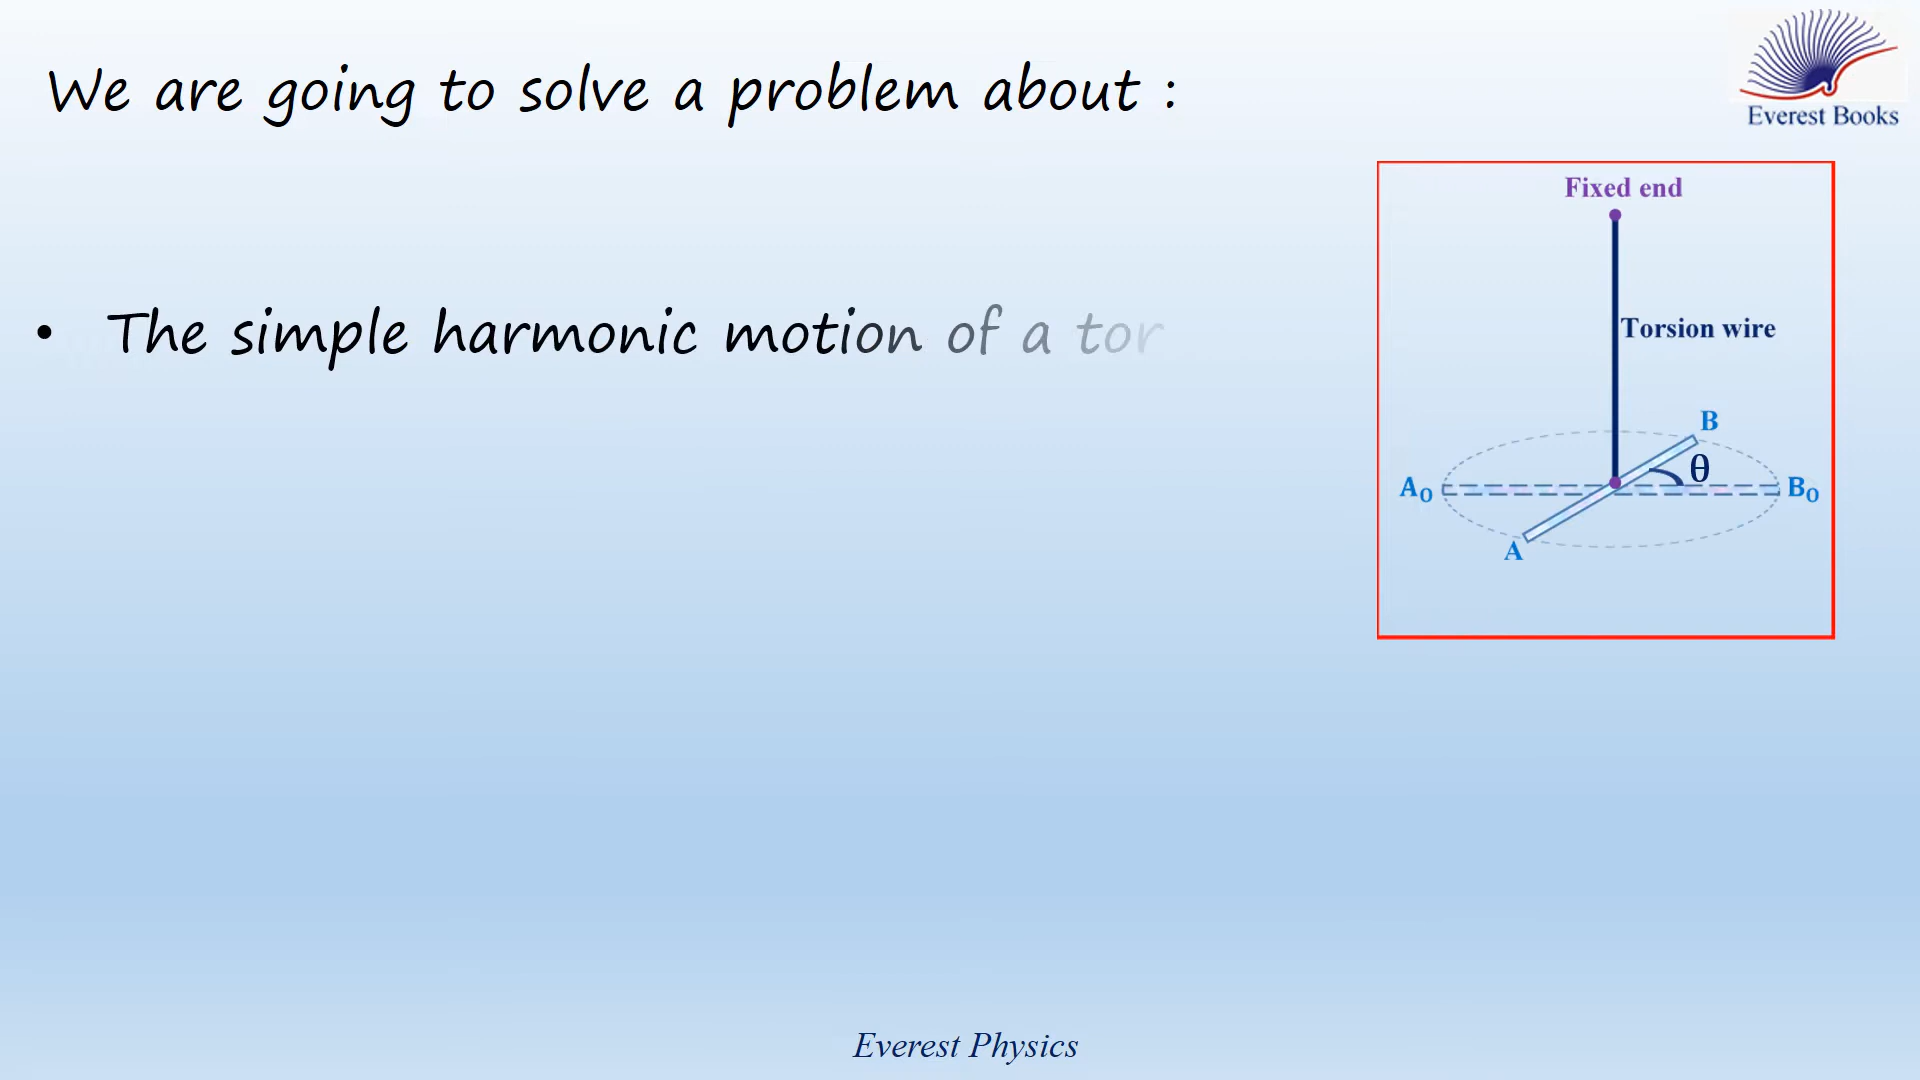 We are going to solve a problem about :
Everest Books
Fixed end
• The simple harmonic motion of a tor
Torsion wire
B
θ
A₀
B₀
A
Everest Physics